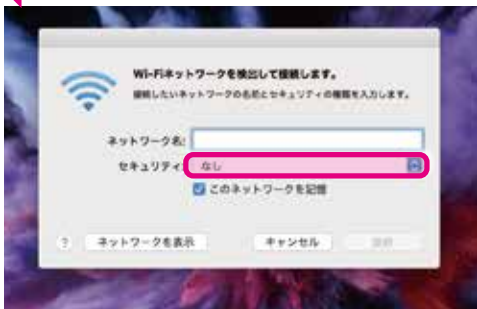 Wi-Fiネットワークを検出して接続します。
接続したいネットワークの名前とセキュリティの種類を入力します。
ネットワーク名:
セキュリティ: なし
このネットワークを記憶
? ネットワークを表示 キャンセル 接続